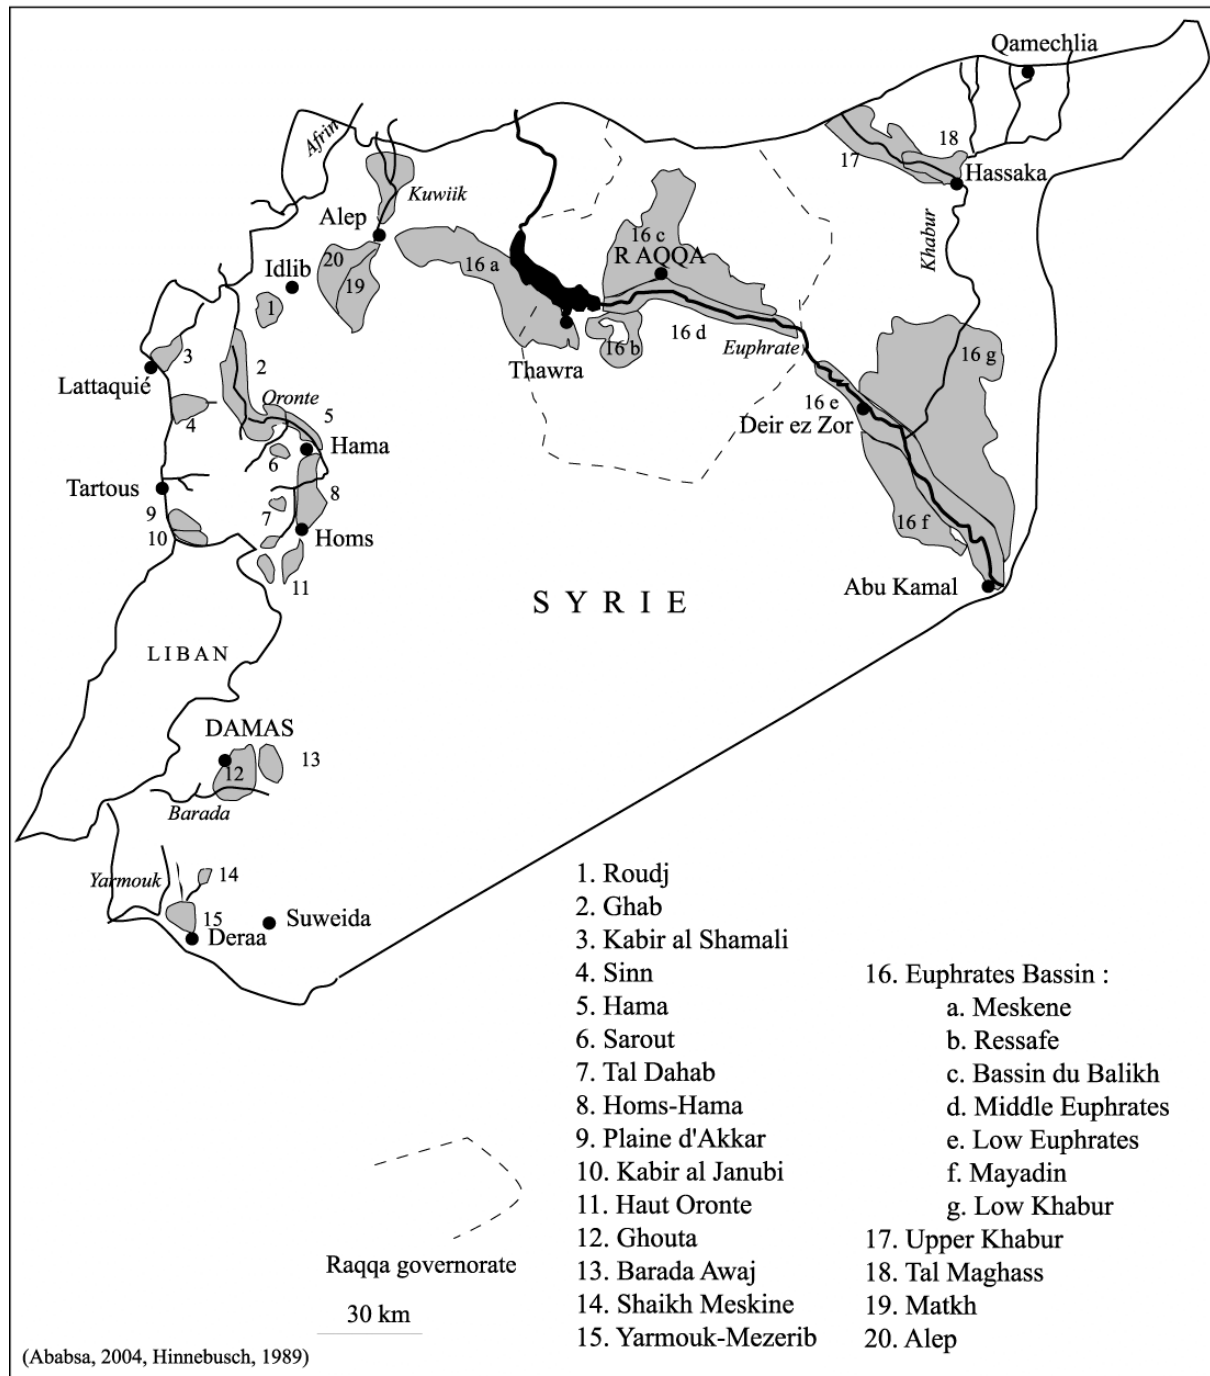 Qamechlia
Afrin
18
17
Hassaka
Kuwiik
Alep
Khabur
16 c
R AQQA
20
16 a
Idlib
19
1
16 b
16 d
Thawra
Euphrate
16 g
3
2
Lattaquié
Oronte
16 e
4
5
Deir ez Zor
Hama
6
Tartous
8
9
7
16 f
10
Homs
11
Abu Kamal
SYRIE
LIBAN
DAMAS
13
12
Barada
Yarmouk
14
15
Suweida
Deraa
1. Roudj
2. Ghab
3. Kabir al Shamali
4. Sinn
5. Hama
6. Sarout
7. Tal Dahab
8. Homs-Hama
9. Plaine d'Akkar
10. Kabir al Janubi
11. Haut Oronte
12. Ghouta
13. Barada Awaj
14. Shaikh Meskine
15. Yarmouk-Mezerib
16. Euphrates Bassin :
a. Meskene
b. Ressafe
c. Bassin du Balikh
d. Middle Euphrates
e. Low Euphrates
f. Mayadin
g. Low Khabur
17. Upper Khabur
18. Tal Maghass
19. Matkh
20. Alep
Raqqa governorate
30 km
(Ababsa, 2004, Hinnebusch, 1989)